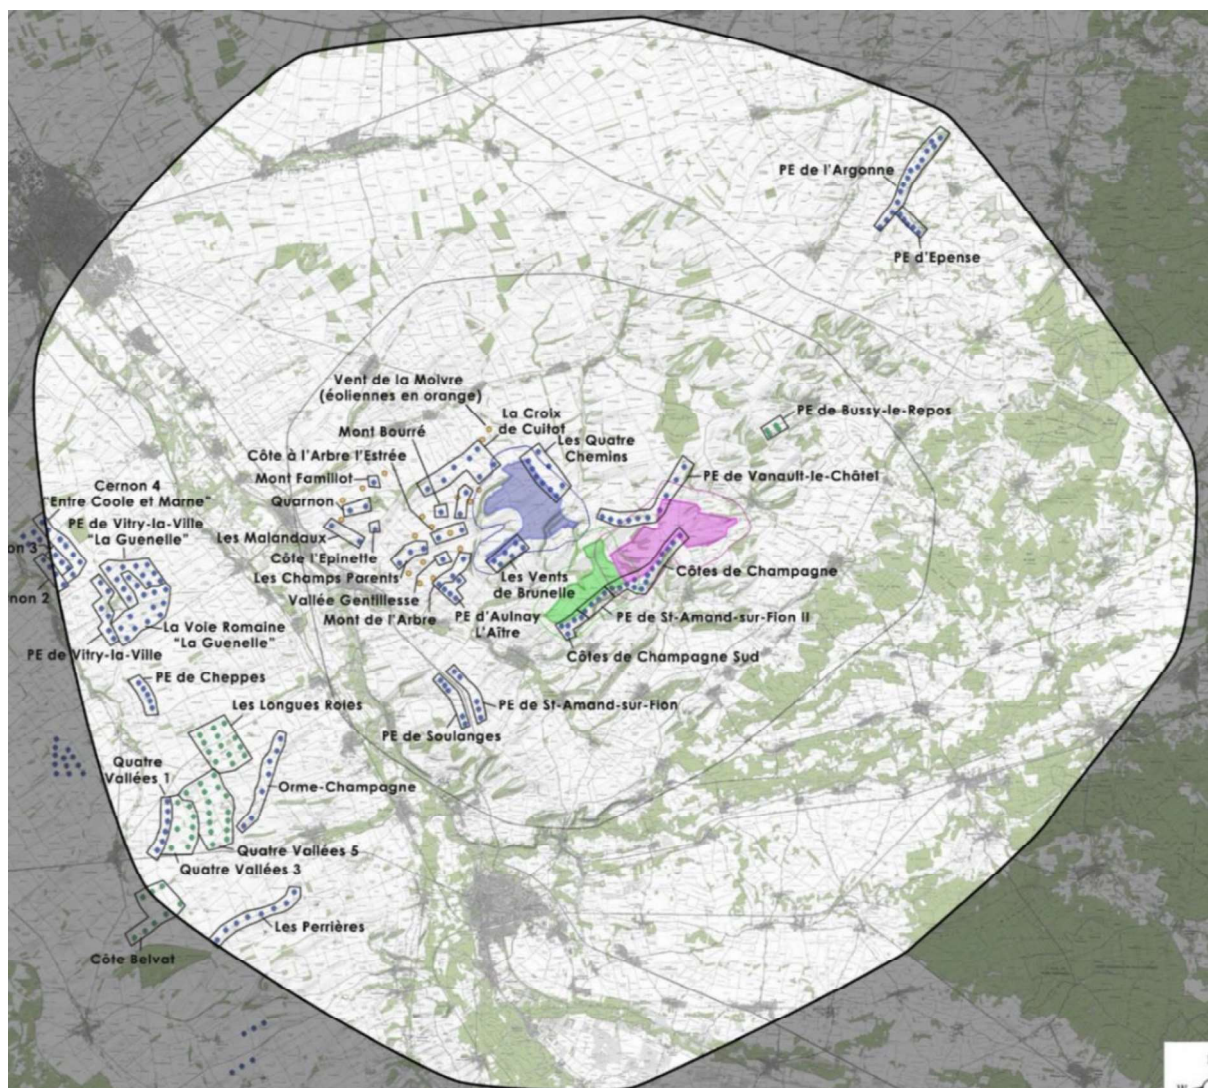 PE de l'Argonne
PE d'Epense
Vent de la Moivre
(éoliennes en orange)
La Croix
de Cuitot
PE de Bussy-le-Repos
Mont Bourré
Les Quatre
Chemins
Côte à l'Arbre l'Estrée
Mont Famillot
PE de Vanault-le-Châtel
Cernon 4
"Entre Coole et Marne"
Quarnon
PE de Vitry-la-Ville
"La Guenelle"
Les Malandaux
on 3
Côte l'Epinette
Les Champs Parents
Les Vents
de Brunelle
Côtes de Champagne
non 2
Vallée Gentillesse
Mont de l'Arbre
PE d'Aulnay
L'Aître
PE de St-Amand-sur-Fion II
La Voie Romaine
"La Guenelle"
PE de Vitry-la-Ville
Côtes de Champagne Sud
PE de Cheppes
Les Longues Roies
PE de St-Amand-sur-Fion
PE de Soulanges
Quatre
Vallées 1
Orme-Champagne
Quatre Vallées 5
Quatre Vallées 3
Les Perrières
Côte Belvat